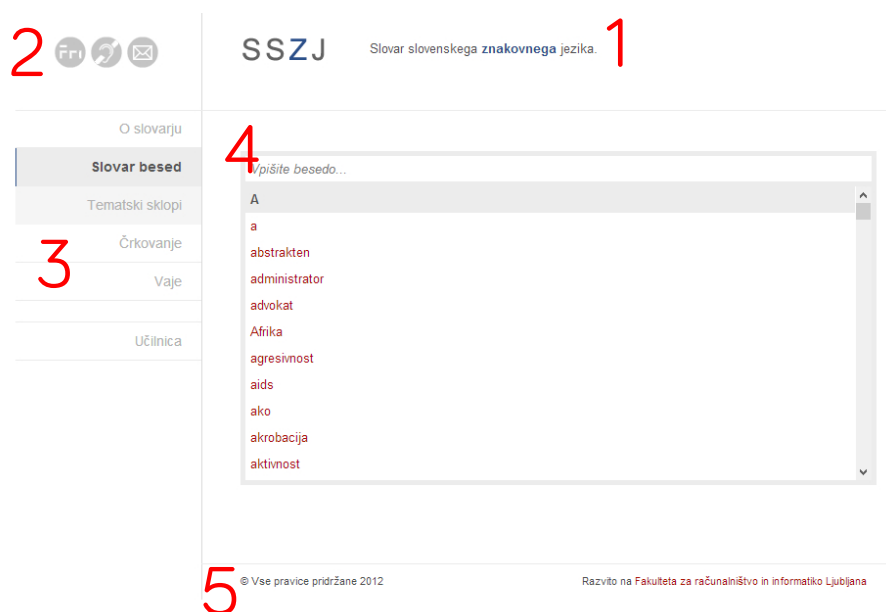 2
Fri
SSZJ
Slovar slovenskega znakovnega jezika.
1
O slovarju
Slovar besed
Tematski sklopi
3
Črkovanje
Vaje
Učilnica
4
Vpišite besedo...
A
a
abstrakten
administrator
advokat
Afrika
agresivnost
aids
ako
akrobacija
aktivnost
5
© Vse pravice pridržane 2012
Razvito na Fakulteta za računalništvo in informatiko Ljubljana